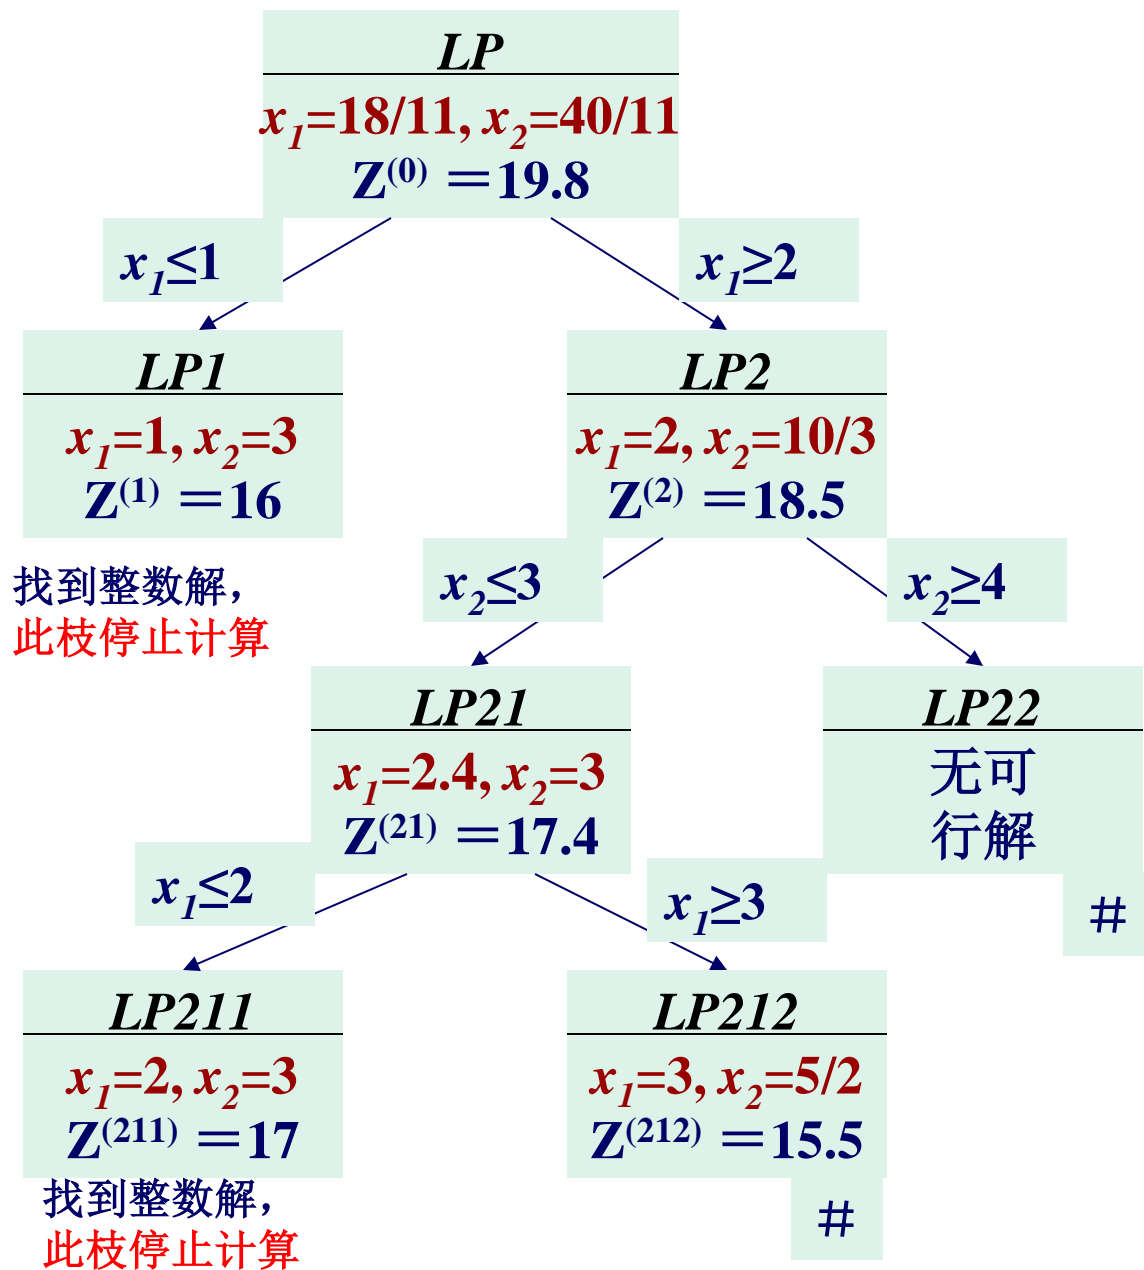 LP
x₁=18/11, x₂=40/11
Z⁽⁰⁾ ＝19.8
x₁≤1
x₁≥2
LP1
x₁=1, x₂=3
Z⁽¹⁾ ＝16
找到整数解，
此枝停止计算
LP2
x₁=2, x₂=10/3
Z⁽²⁾ ＝18.5
x₂≤3
x₂≥4
LP21
x₁=2.4, x₂=3
Z⁽²¹⁾ ＝17.4
LP22
无可
行解
＃
x₁≤2
x₁≥3
LP211
x₁=2, x₂=3
Z⁽²¹¹⁾ ＝17
找到整数解，
此枝停止计算
LP212
x₁=3, x₂=5/2
Z⁽²¹²⁾ ＝15.5
＃